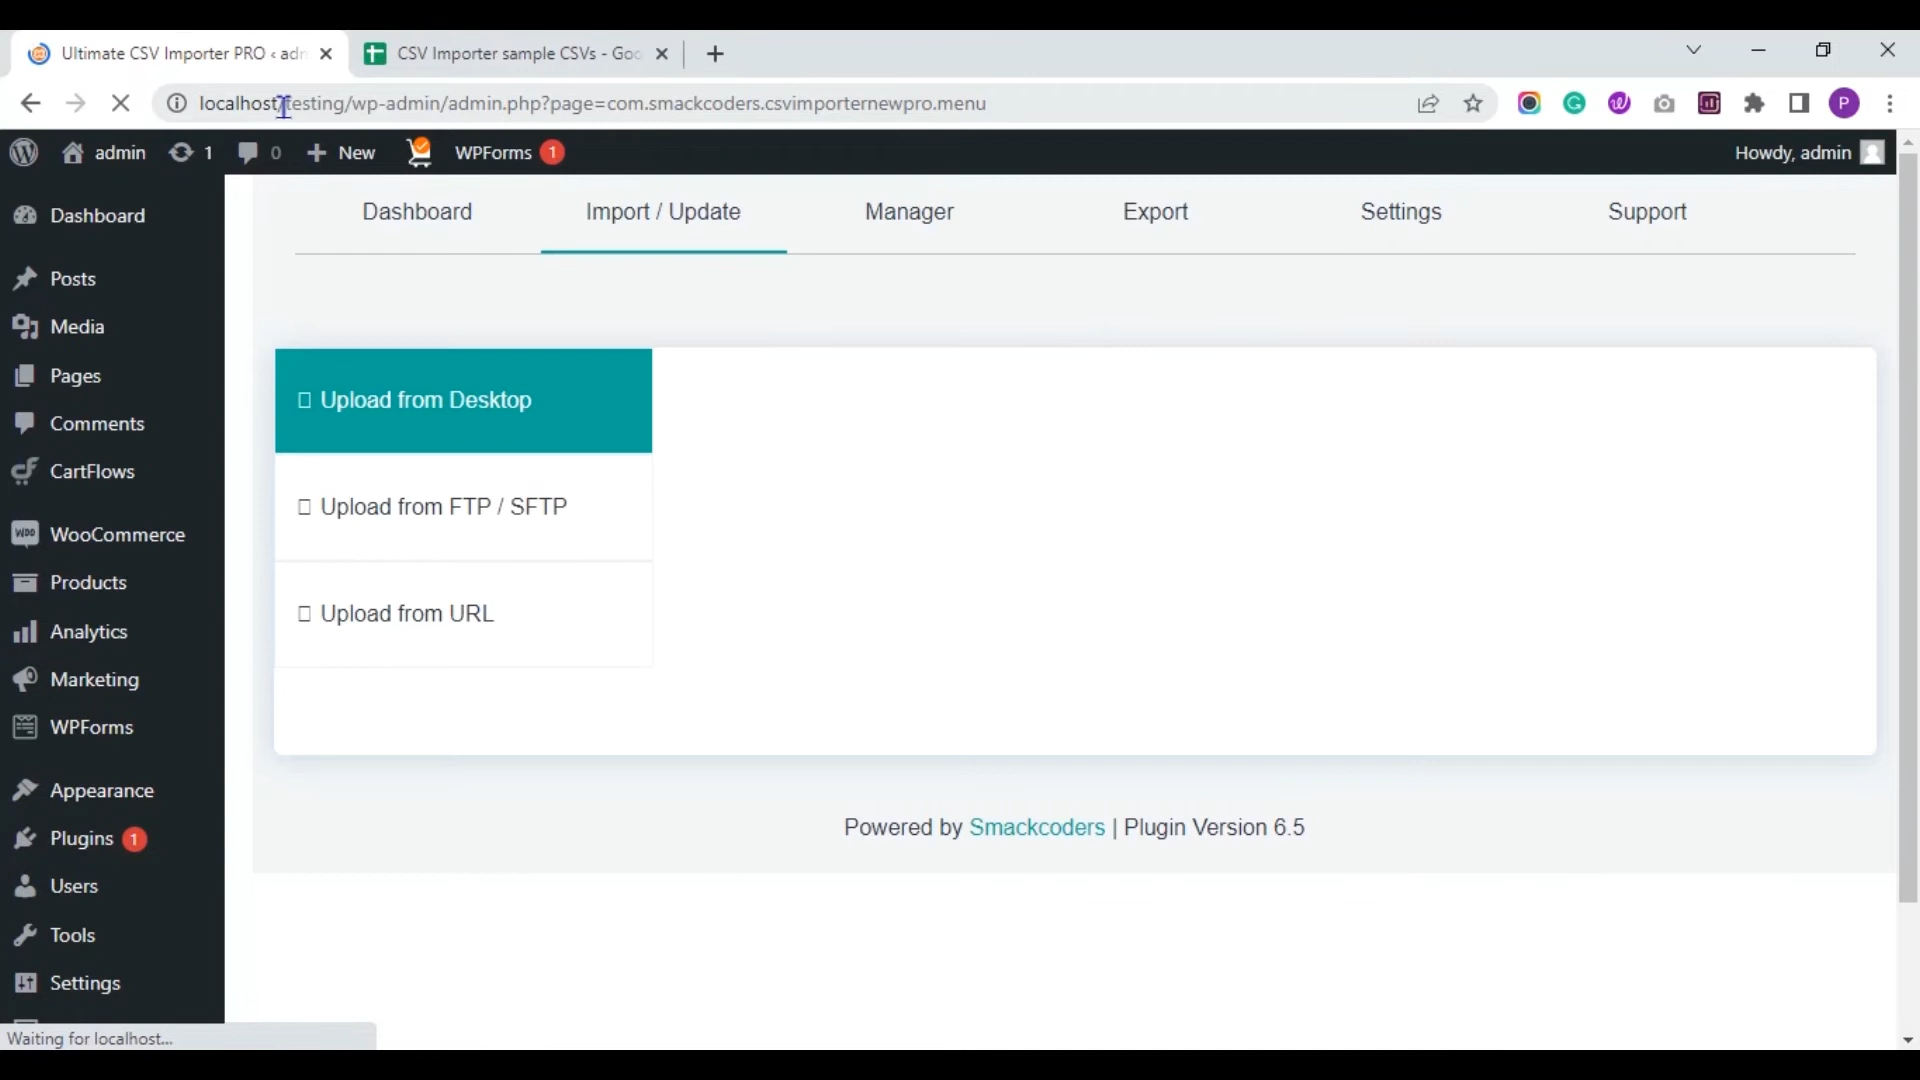 Ultimate CSV Importer PRO ‹ adn
CSV Importer sample CSVs - Goo
localhost/testing/wp-admin/admin.php?page=com.smackcoders.csvimporternewpro.menu
P
admin
1
0
New
WPForms 1
Howdy, admin
Dashboard
Import / Update
Manager
Export
Settings
Support
Dashboard
Posts
Media
Pages
Comments
CartFlows
WooCommerce
Products
Analytics
Marketing
WPForms
Appearance
Plugins 1
Users
Tools
Settings
Upload from Desktop
Upload from FTP / SFTP
Upload from URL
Powered by Smackcoders | Plugin Version 6.5
Waiting for localhost...